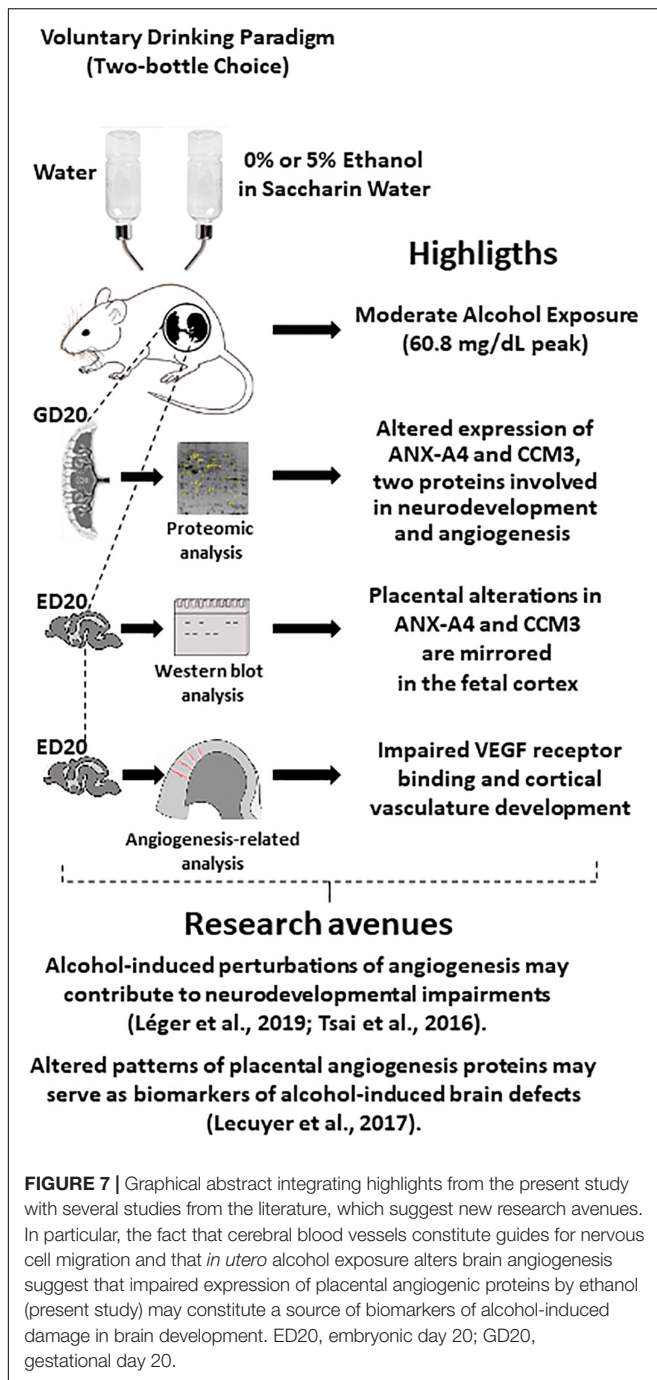 Voluntary Drinking Paradigm
(Two-bottle Choice)
Water
0% or 5% Ethanol
in Saccharin Water
Highligths
Moderate Alcohol Exposure
(60.8 mg/dL peak)
GD20
Proteomic
analysis
Altered expression of
ANX-A4 and CCM3,
two proteins involved
in neurodevelopment
and angiogenesis
ED20
Western blot
analysis
Placental alterations in
ANX-A4 and CCM3
are mirrored
in the fetal cortex
ED20
Angiogenesis-related
analysis
Impaired VEGF receptor
binding and cortical
vasculature development
Research avenues
Alcohol-induced perturbations of angiogenesis may
contribute to neurodevelopmental impairments
(Léger et al., 2019; Tsai et al., 2016).
Altered patterns of placental angiogenesis proteins may
serve as biomarkers of alcohol-induced brain defects
(Lecuyer et al., 2017).
FIGURE 7 | Graphical abstract integrating highlights from the present study
with several studies from the literature, which suggest new research avenues.
In particular, the fact that cerebral blood vessels constitute guides for nervous
cell migration and that in utero alcohol exposure alters brain angiogenesis
suggest that impaired expression of placental angiogenic proteins by ethanol
(present study) may constitute a source of biomarkers of alcohol-induced
damage in brain development. ED20, embryonic day 20; GD20,
gestational day 20.